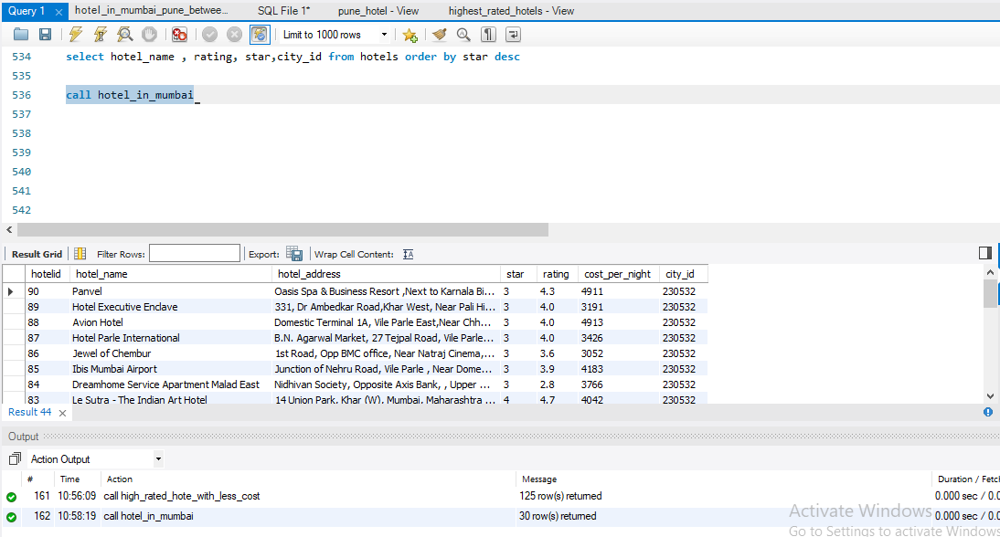 Query 1 hotel_in_mumbai_pune_betwee... SQL File 1* pune_hotel - View highest_rated_hotels - View
Limit to 1000 rows
534 select hotel_name , rating, star,city_id from hotels order by star desc
535
536 call hotel_in_mumbai
537
538
539
540
541
542
Result Grid Filter Rows: Export: Wrap Cell Content:
hotelid hotel_name hotel_address star rating cost_per_night city_id
90 Panvel Oasis Spa & Business Resort ,Next to Karnala Bi... 3 4.3 4911 230532
89 Hotel Executive Enclave 331, Dr Ambedkar Road,Khar West, Near Pali Hi... 3 4.0 3191 230532
88 Avion Hotel Domestic Terminal 1A, Vile Parle East,Near Chh... 3 4.0 4913 230532
87 Hotel Parle International B.N. Agarwal Market, 27 Tejpal Road, Vile Parle... 3 4.0 3426 230532
86 Jewel of Chembur 1st Road, Opp BMC office, Near Natraj Cinema,... 3 3.6 3052 230532
85 Ibis Mumbai Airport Junction of Nehru Road, Vile Parle , Near Dome... 3 3.9 4183 230532
84 Dreamhome Service Apartment Malad East Nidhivan Society, Opposite Axis Bank, , Upper ... 3 2.8 3766 230532
83 Le Sutra - The Indian Art Hotel 14 Union Park, Khar (W), Mumbai, Maharashtra ... 4 4.7 4042 230532
Result 44
Output
Action Output
# Time Action Message Duration / Fetch
161 10:56:09 call high_rated_hote_with_less_cost 125 row(s) returned 0.000 sec / 0.0
162 10:58:19 call hotel_in_mumbai 30 row(s) returned 0.000 sec / 0.0
Activate Windows
Go to Settings to activate Windows